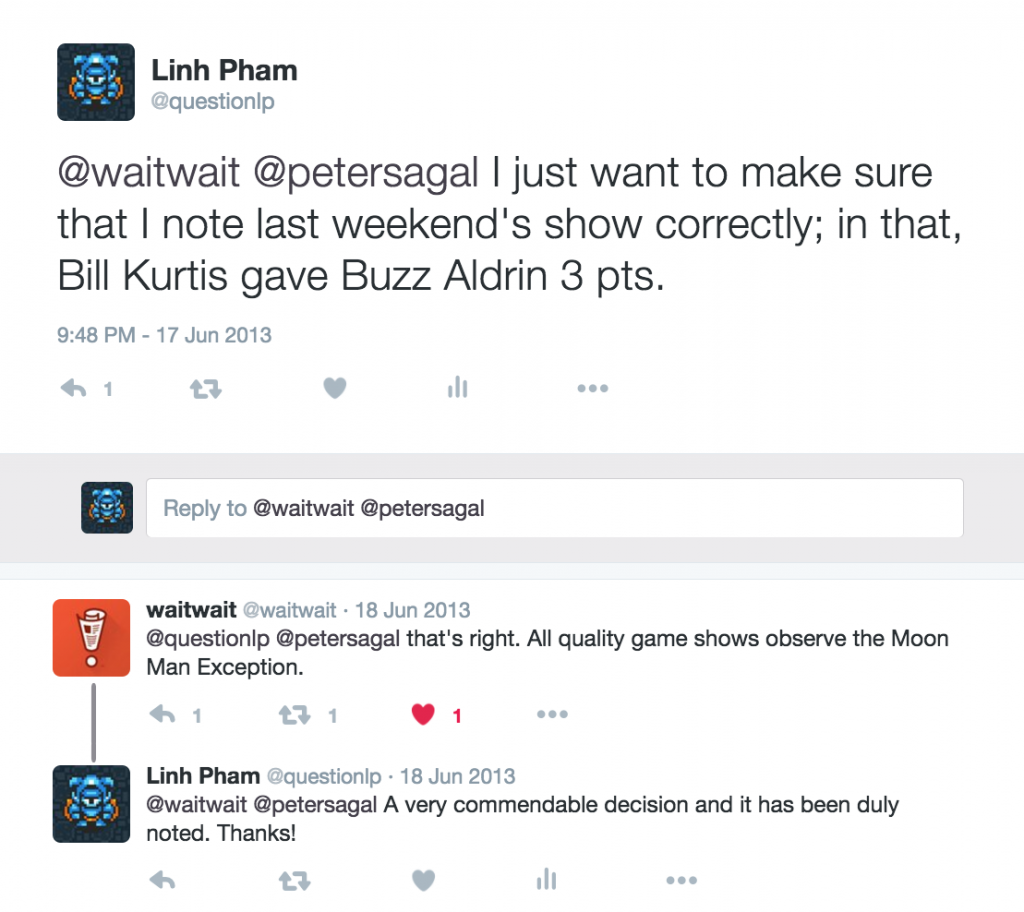 Linh Pham
@questionlp
@waitwait @petersagal I just want to make sure
that I note last weekend's show correctly; in that,
Bill Kurtis gave Buzz Aldrin 3 pts.
9:48 PM - 17 Jun 2013
1
Reply to @waitwait @petersagal
waitwait @waitwait · 18 Jun 2013
@questionlp @petersagal that's right. All quality game shows observe the Moon
Man Exception.
1 1 1
Linh Pham @questionlp · 18 Jun 2013
@waitwait @petersagal A very commendable decision and it has been duly
noted. Thanks!